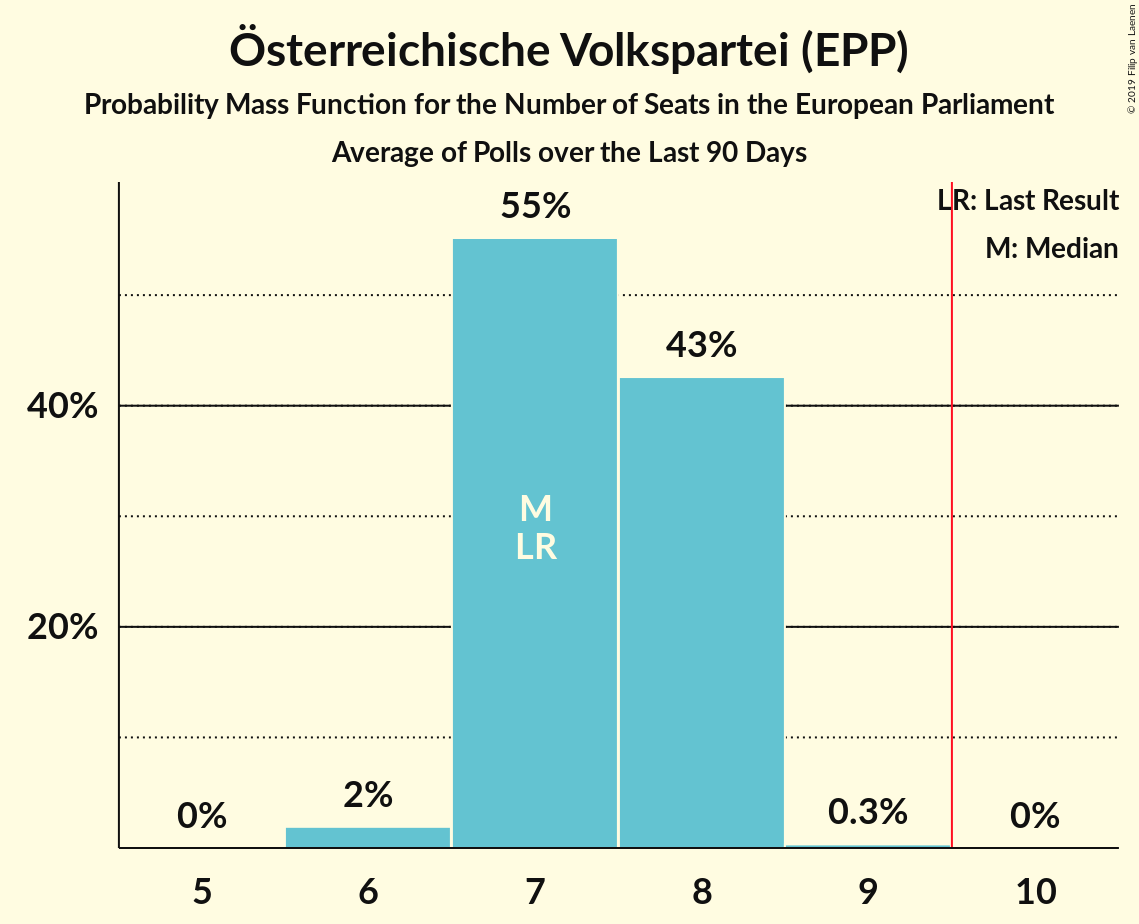 Österreichische Volkspartei (EPP)
Probability Mass Function for the Number of Seats in the European Parliament
Average of Polls over the Last 90 Days
© 2019 Filip van Laenen
LR: Last Result
M: Median
55%
43%
40%
M
LR
20%
0%
2%
0.3%
0%
5 6 7 8 9 10